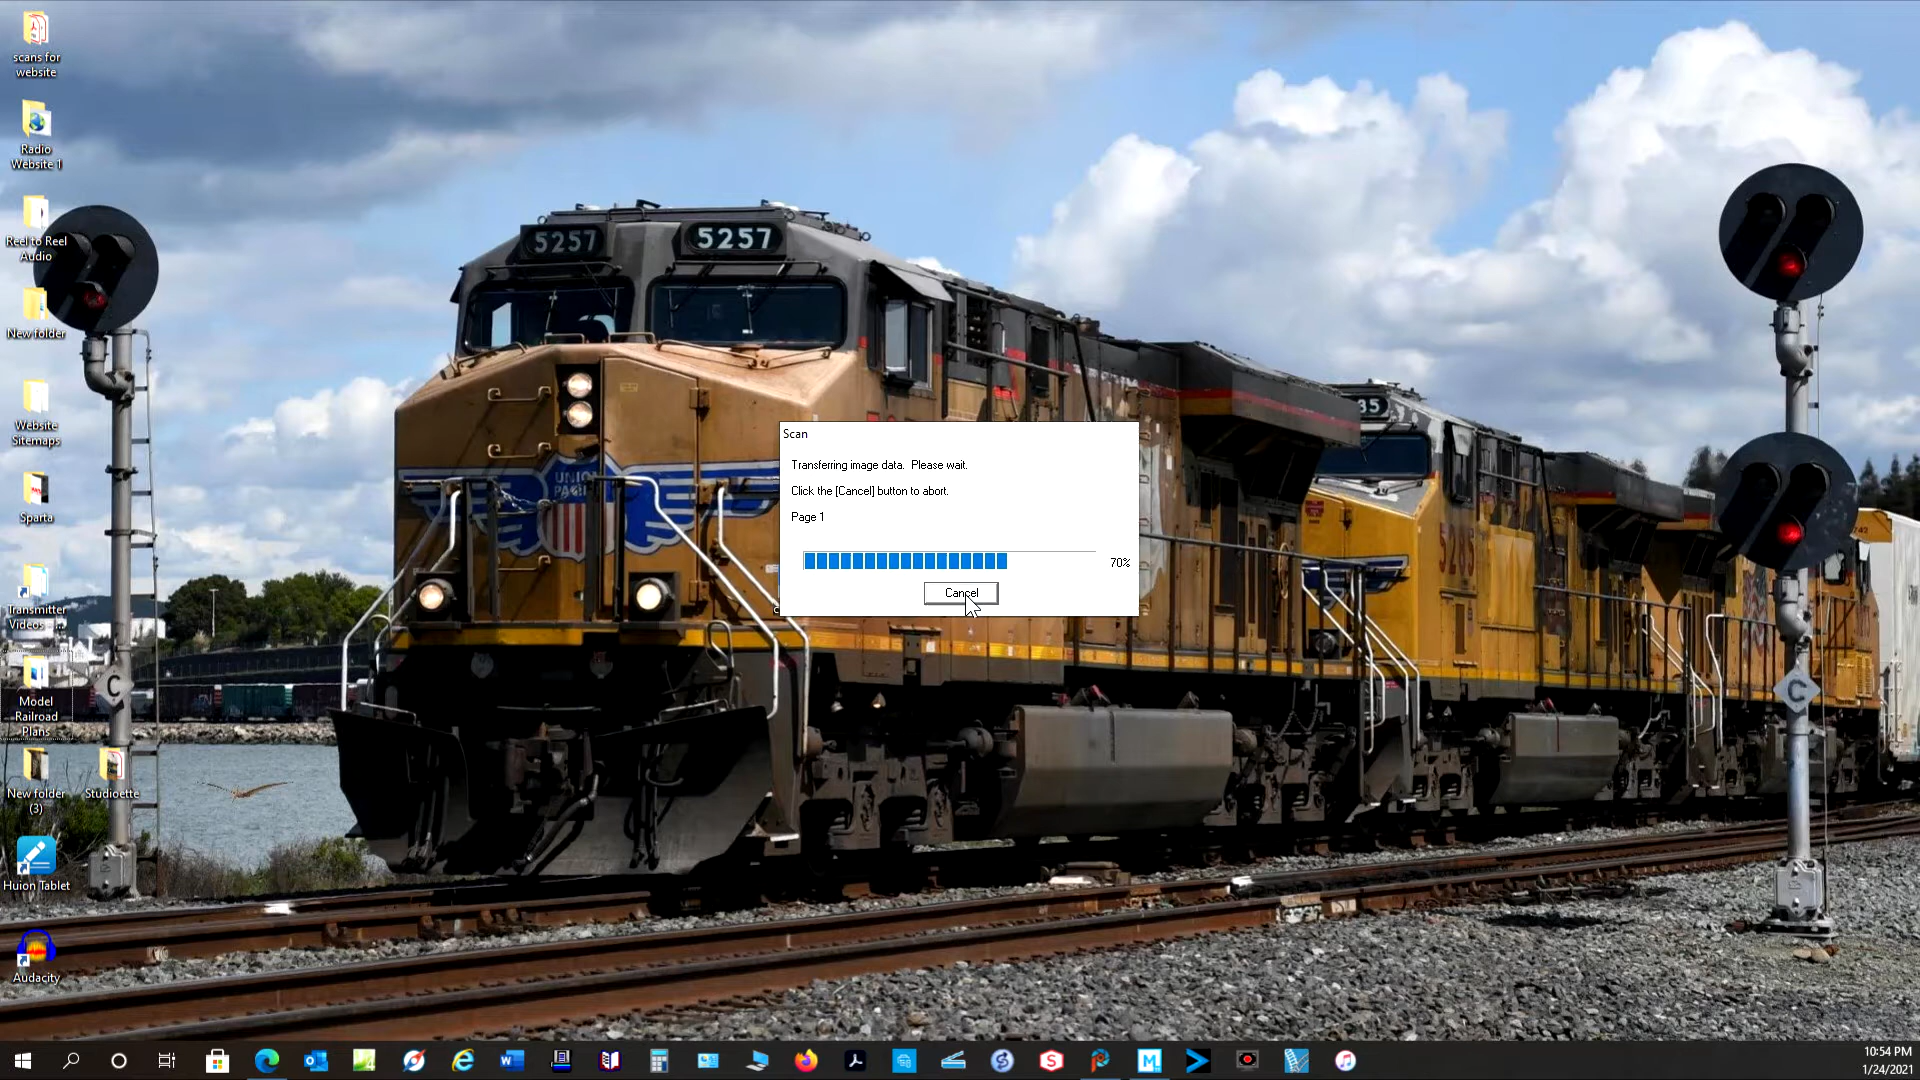 scans for
website
Radio
Website 1
Reel to Reel
Audio
New folder
Website
Sitemaps
Sparta
Transmitter
Videos - ...
Model
Railroad
Plans
New folder
(3)
Studioette
Huion Tablet
Audacity
5257
5257
UNION
PACIFIC
35
5285
C
C
Scan
Transferring image data.  Please wait.
Click the [Cancel] button to abort.
Page 1
70%
Cancel
10:54 PM
1/24/2021